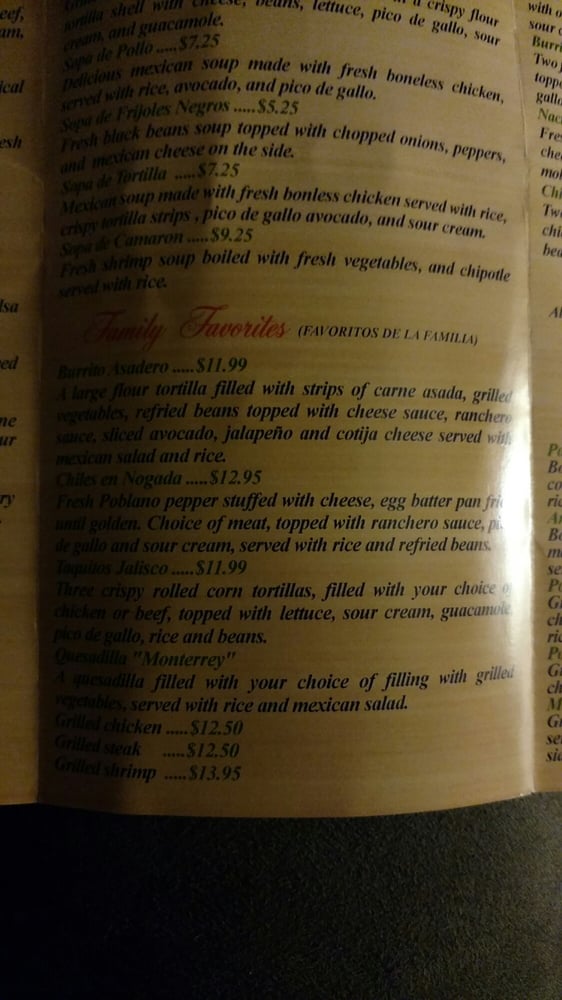 tortilla shell with cheese, beans, lettuce, pico de gallo, sour
a crispy flour
cream, and guacamole.
Sopa de Pollo .....$7.25
Delicious mexican soup made with fresh boneless chicken,
served with rice, avocado, and pico de gallo.
Sopa de Frijoles Negros .....$5.25
Fresh black beans soup topped with chopped onions, peppers,
and mexican cheese on the side.
Sopa de Tortilla .....$7.25
Mexican soup made with fresh bonless chicken served with rice,
crispy tortilla strips , pico de gallo avocado, and sour cream.
Sopa de Camaron .....$9.25
Fresh shrimp soup boiled with fresh vegetables, and chipotle
served with rice.
Family Favorites (FAVORITOS DE LA FAMILIA)
Burrito Asadero .....$11.99
A large flour tortilla filled with strips of carne asada, grilled
vegetables, refried beans topped with cheese sauce, ranchero
sauce, sliced avocado, jalapeño and cotija cheese served with
mexican salad and rice.
Chiles en Nogada .....$12.95
Fresh Poblano pepper stuffed with cheese, egg batter pan
until golden. Choice of meat, topped with ranchero sauce,
de gallo and sour cream, served with rice and refried beans.
Taquitos Jalisco .....$11.99
Three crispy rolled corn tortillas, filled with your choice
chicken or beef, topped with lettuce, sour cream, guacamole,
pico de gallo, rice and beans.
Quesadilla "Monterrey"
A quesadilla filled with your choice of filling with grilled
vegetables, served with rice and mexican salad.
Grilled chicken .....$12.50
Grilled steak .....$12.50
Grilled shrimp .....$13.95